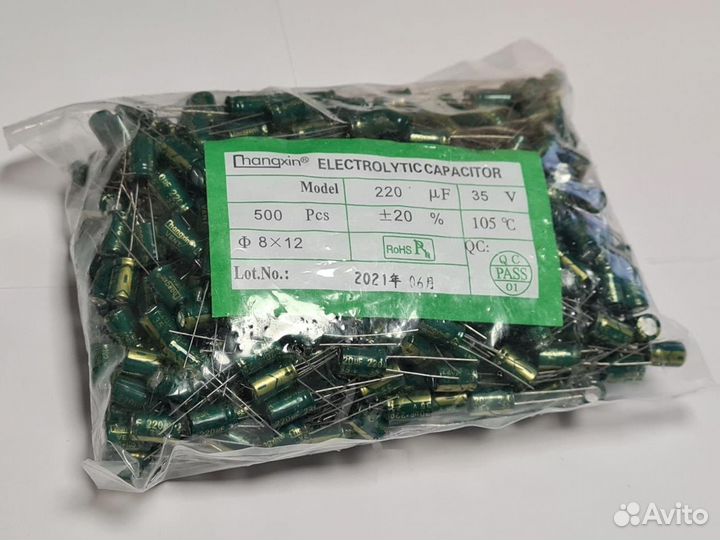 Changxin® ELECTROLYTIC CAPACITOR
Model 220 μF 35 V
500 Pcs ±20 % 105 ℃
Φ 8×12 RoHS QC:
QC
PASS
01
Lot.No.: 2021年 06月
220
Avito